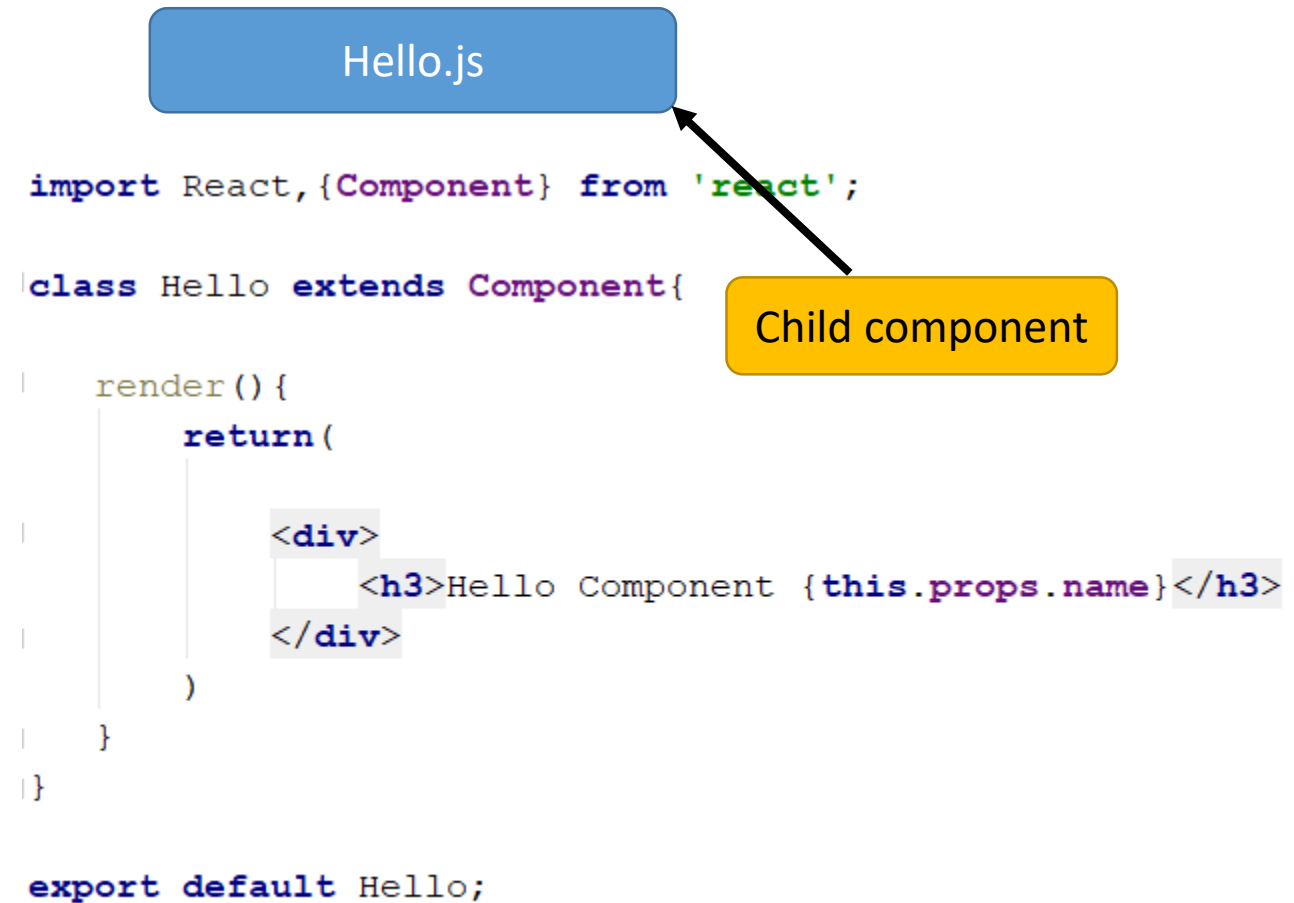 Hello.js
import React,{Component} from 'react';
class Hello extends Component{
Child component
render(){
return(
<div>
<h3>Hello Component {this.props.name}</h3>
</div>
)
}
}
export default Hello;